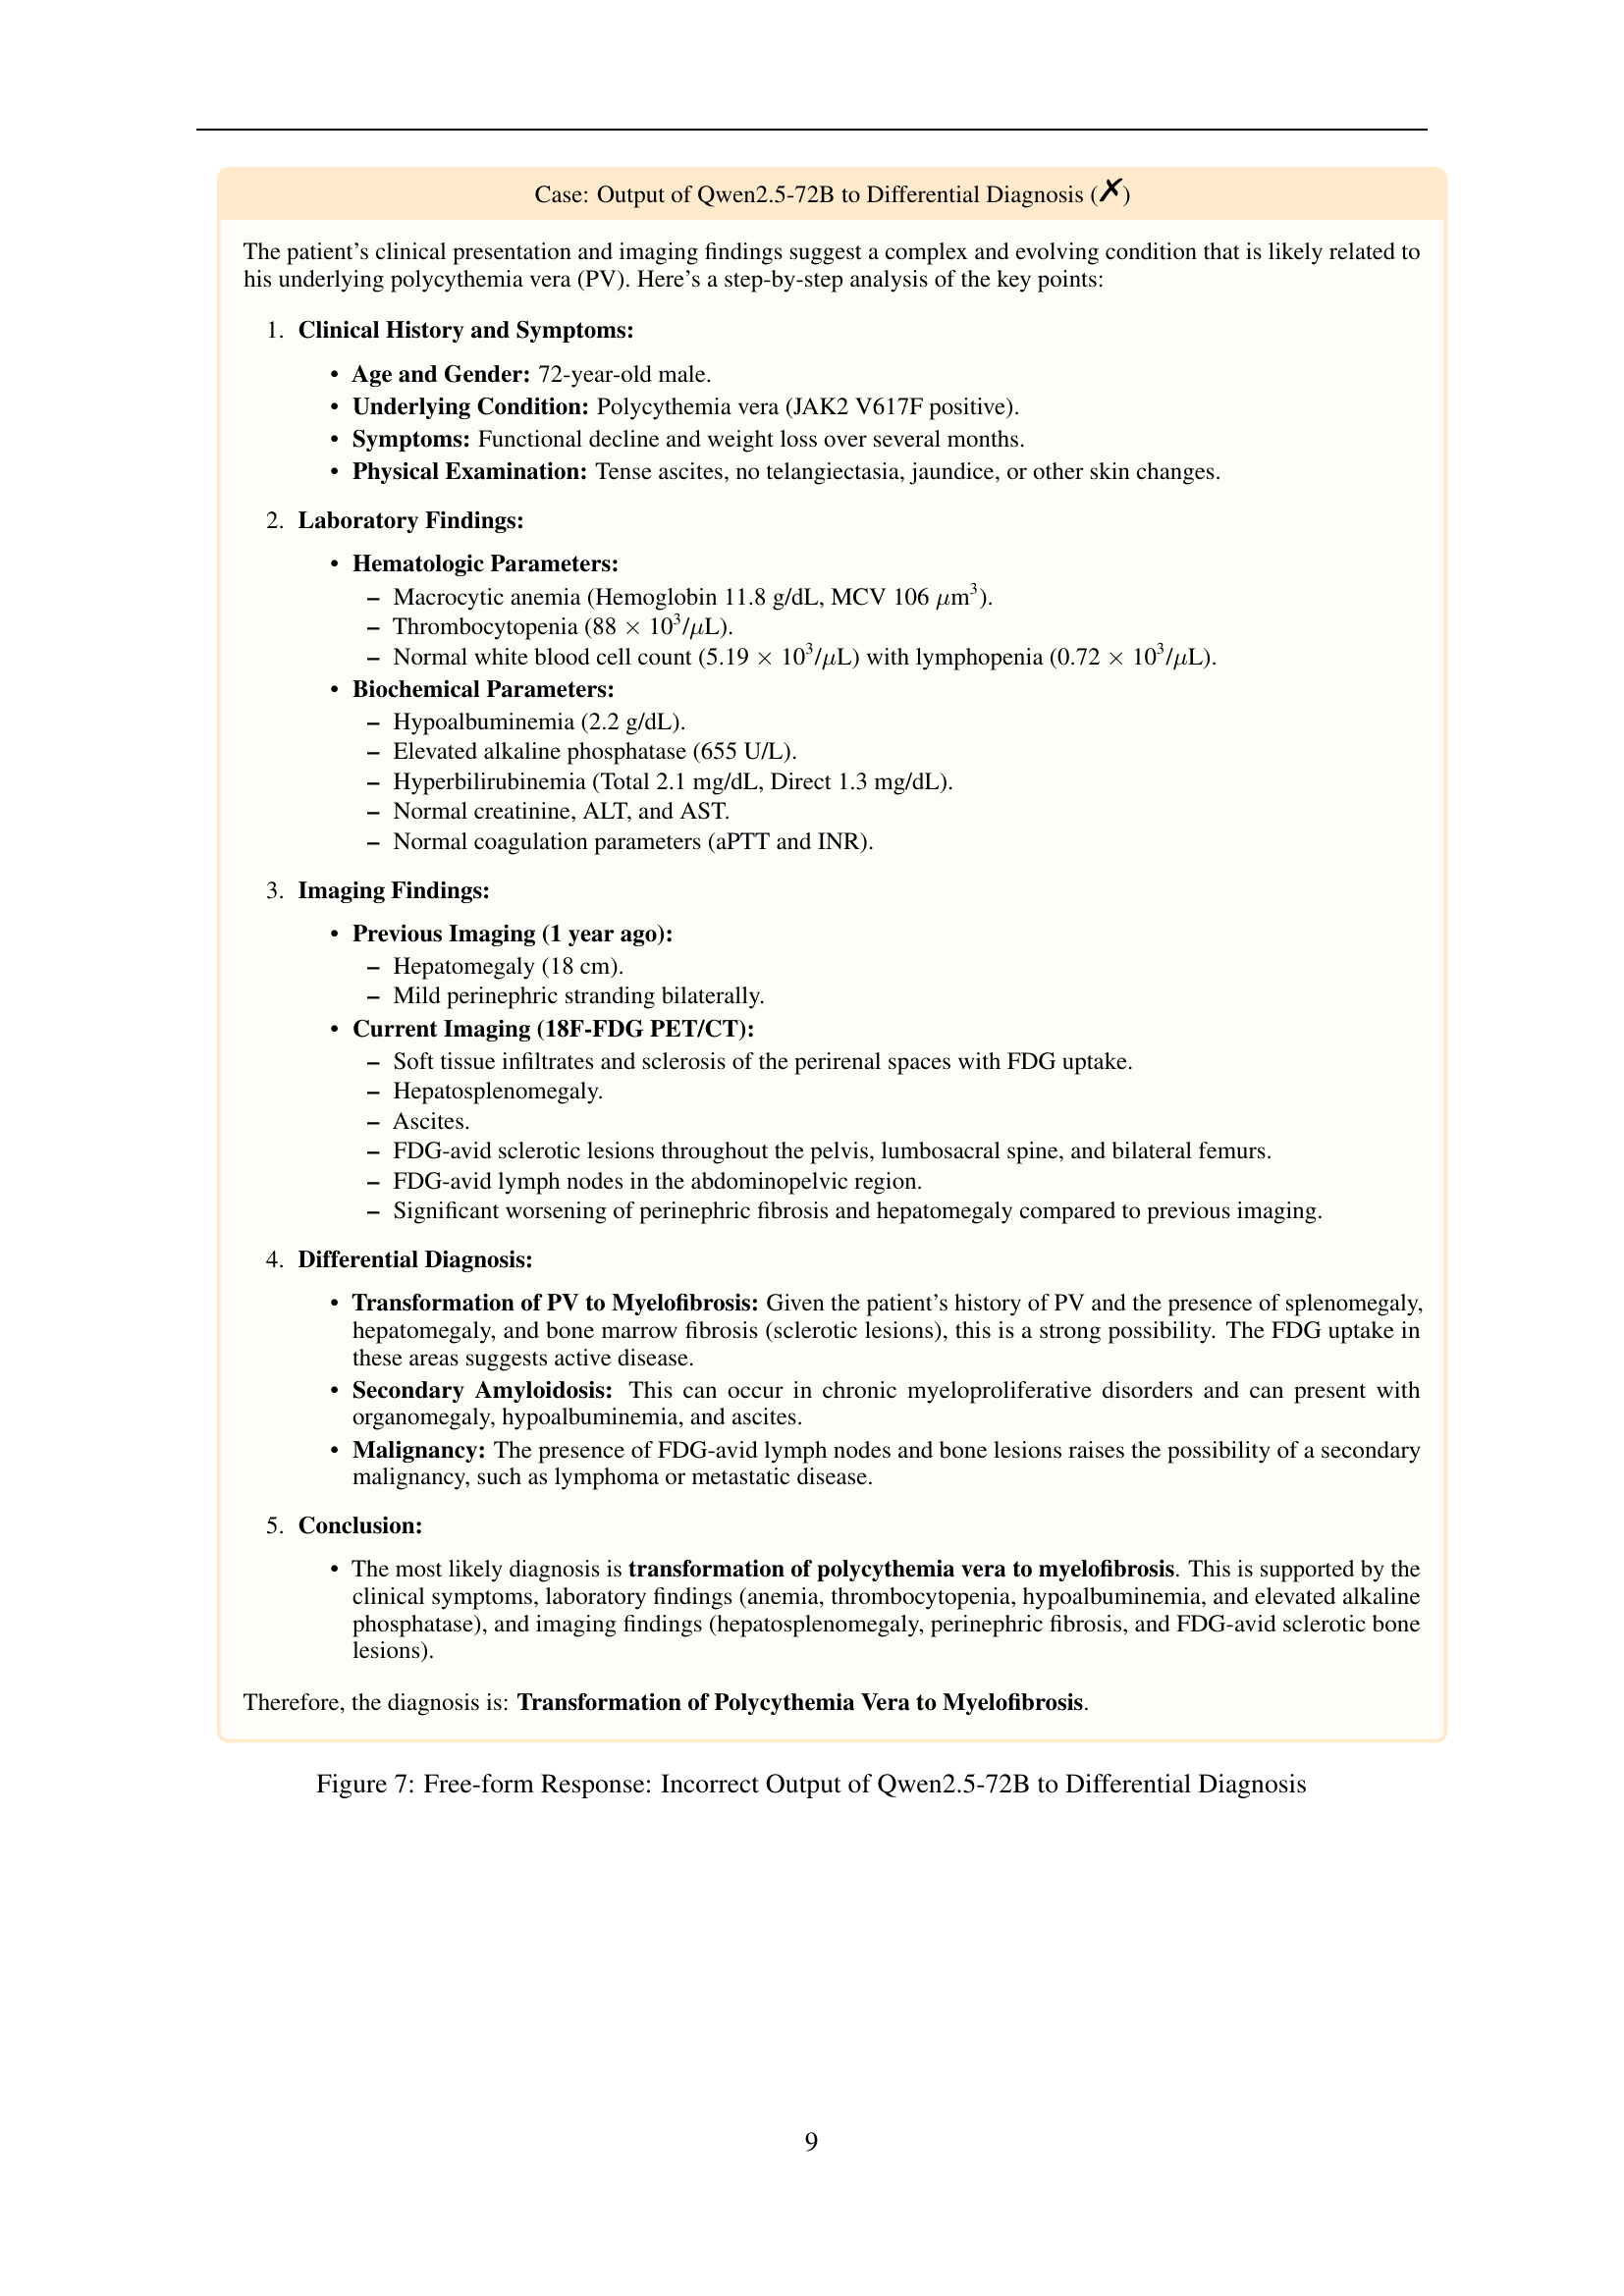 Case: Output of Qwen2.5-72B to Differential Diagnosis (✗)
The patient's clinical presentation and imaging findings suggest a complex and evolving condition that is likely related to
his underlying polycythemia vera (PV). Here's a step-by-step analysis of the key points:
1. Clinical History and Symptoms:
• Age and Gender: 72-year-old male.
• Underlying Condition: Polycythemia vera (JAK2 V617F positive).
• Symptoms: Functional decline and weight loss over several months.
• Physical Examination: Tense ascites, no telangiectasia, jaundice, or other skin changes.
2. Laboratory Findings:
• Hematologic Parameters:
– Macrocytic anemia (Hemoglobin 11.8 g/dL, MCV 106 μm³).
– Thrombocytopenia (88 × 10³/μL).
– Normal white blood cell count (5.19 × 10³/μL) with lymphopenia (0.72 × 10³/μL).
• Biochemical Parameters:
– Hypoalbuminemia (2.2 g/dL).
– Elevated alkaline phosphatase (655 U/L).
– Hyperbilirubinemia (Total 2.1 mg/dL, Direct 1.3 mg/dL).
– Normal creatinine, ALT, and AST.
– Normal coagulation parameters (aPTT and INR).
3. Imaging Findings:
• Previous Imaging (1 year ago):
– Hepatomegaly (18 cm).
– Mild perinephric stranding bilaterally.
• Current Imaging (18F-FDG PET/CT):
– Soft tissue infiltrates and sclerosis of the perirenal spaces with FDG uptake.
– Hepatosplenomegaly.
– Ascites.
– FDG-avid sclerotic lesions throughout the pelvis, lumbosacral spine, and bilateral femurs.
– FDG-avid lymph nodes in the abdominopelvic region.
– Significant worsening of perinephric fibrosis and hepatomegaly compared to previous imaging.
4. Differential Diagnosis:
• Transformation of PV to Myelofibrosis: Given the patient's history of PV and the presence of splenomegaly,
hepatomegaly, and bone marrow fibrosis (sclerotic lesions), this is a strong possibility. The FDG uptake in
these areas suggests active disease.
• Secondary Amyloidosis: This can occur in chronic myeloproliferative disorders and can present with
organomegaly, hypoalbuminemia, and ascites.
• Malignancy: The presence of FDG-avid lymph nodes and bone lesions raises the possibility of a secondary
malignancy, such as lymphoma or metastatic disease.
5. Conclusion:
• The most likely diagnosis is transformation of polycythemia vera to myelofibrosis. This is supported by the
clinical symptoms, laboratory findings (anemia, thrombocytopenia, hypoalbuminemia, and elevated alkaline
phosphatase), and imaging findings (hepatosplenomegaly, perinephric fibrosis, and FDG-avid sclerotic bone
lesions).
Therefore, the diagnosis is: Transformation of Polycythemia Vera to Myelofibrosis.
Figure 7: Free-form Response: Incorrect Output of Qwen2.5-72B to Differential Diagnosis
9